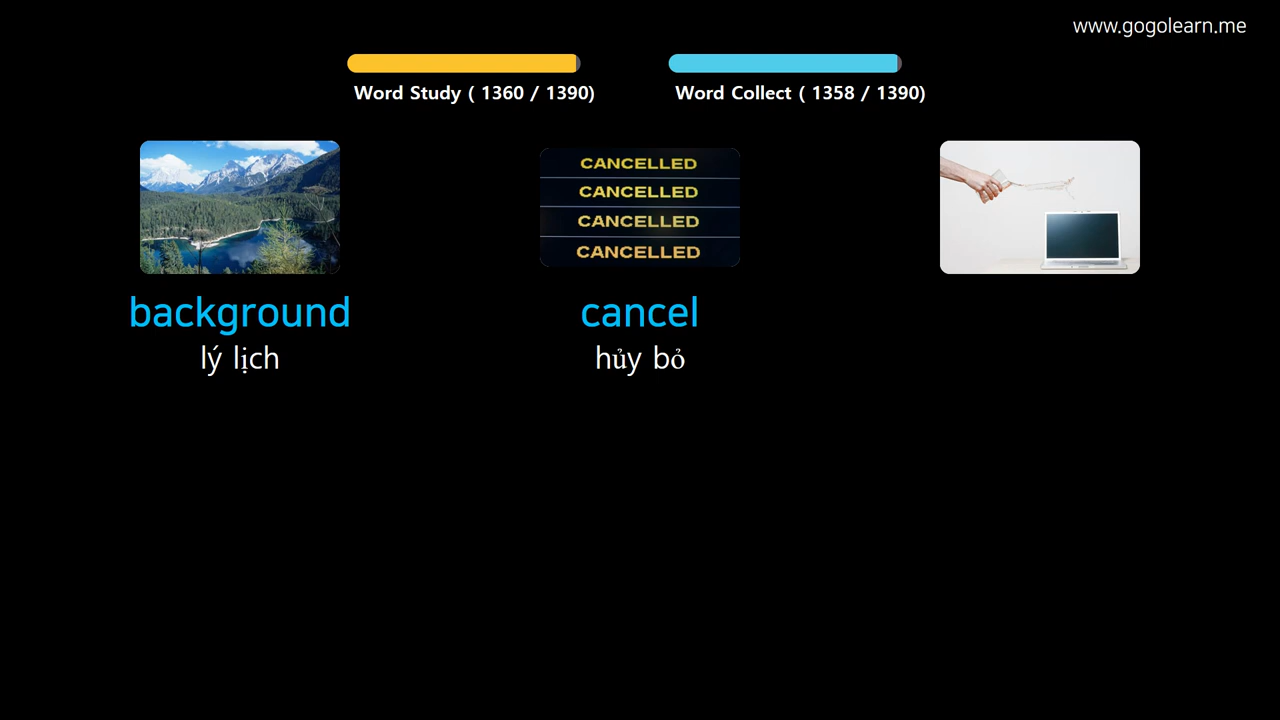 www.gogolearn.me
Word Study ( 1360 / 1390)
Word Collect ( 1358 / 1390)
CANCELLED
CANCELLED
CANCELLED
CANCELLED
background
cancel
lý lịch
hủy bỏ